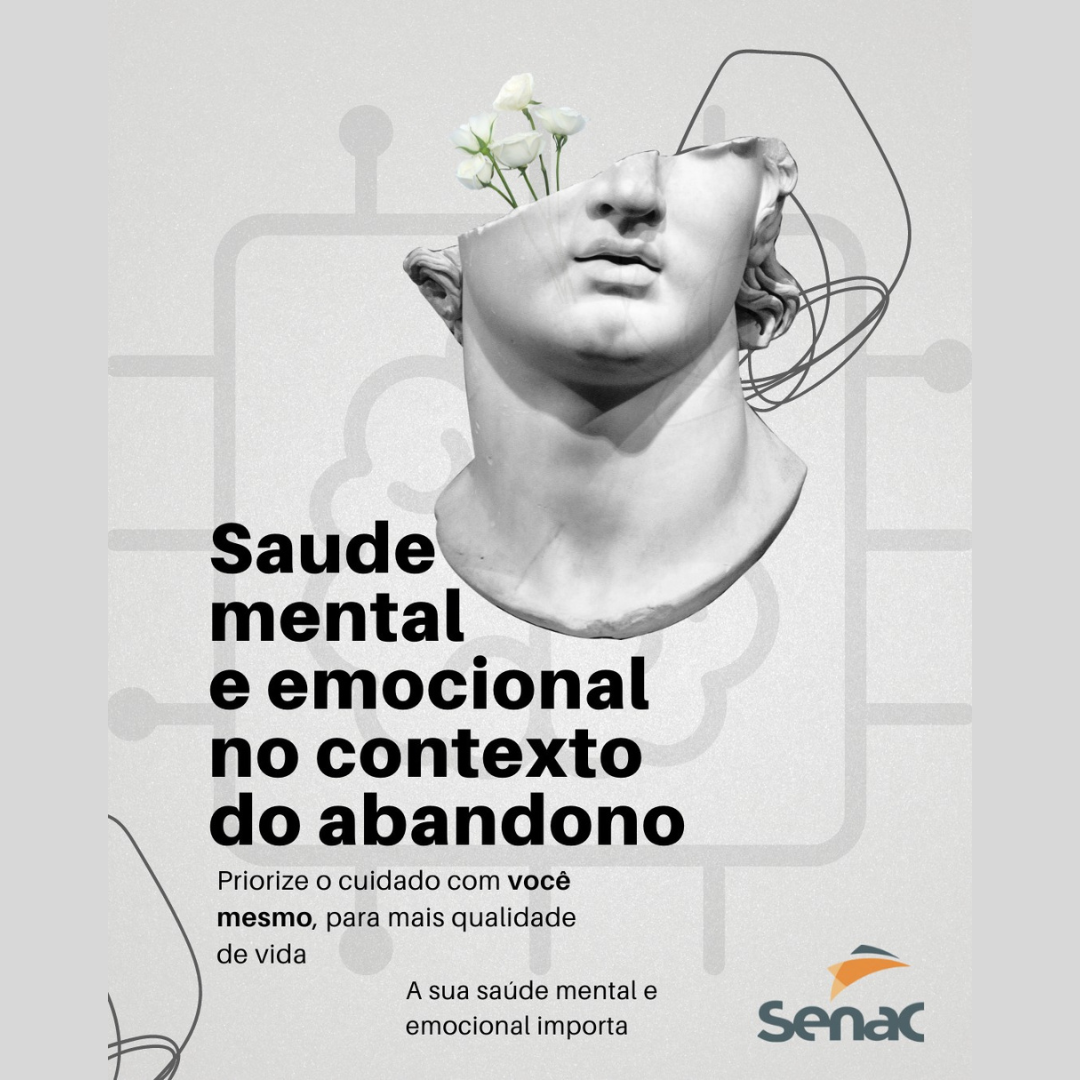 Saude
mental
e emocional
no contexto
do abandono
Priorize o cuidado com você
mesmo, para mais qualidade
de vida
A sua saúde mental e
emocional importa
Senac